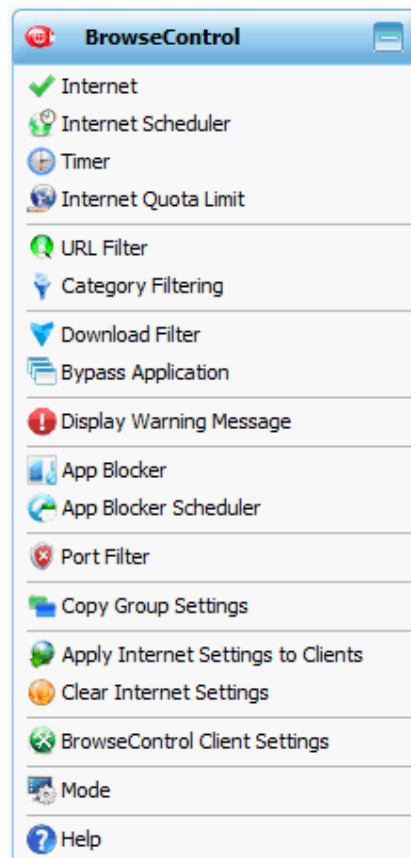 BrowseControl
Internet
Internet Scheduler
Timer
Internet Quota Limit
URL Filter
Category Filtering
Download Filter
Bypass Application
Display Warning Message
App Blocker
App Blocker Scheduler
Port Filter
Copy Group Settings
Apply Internet Settings to Clients
Clear Internet Settings
BrowseControl Client Settings
Mode
Help